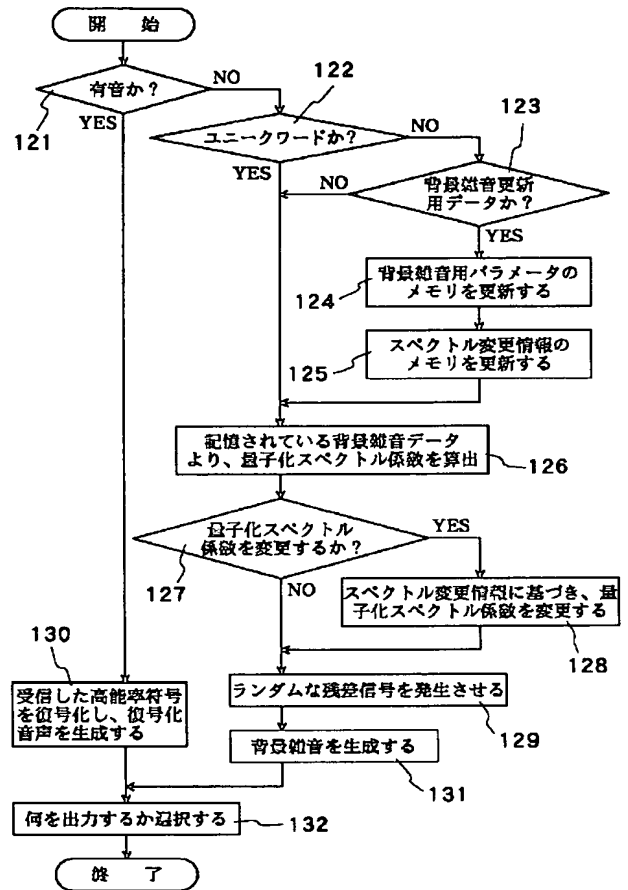 開 始
有音か？
NO
122
121
YES
ユニークワードか？
NO
123
YES
NO
背景雑音更新
用データか？
YES
背景雑音用パラメータの
メモリを更新する
124
スペクトル変更情報の
メモリを更新する
125
記憶されている背景雑音データ
より、量子化スペクトル係数を算出
126
量子化スペクトル
係数を変更するか？
YES
127
NO
スペクトル変更情報に基づき、量
子化スペクトル係数を変更する
128
130
受信した高能率符号
を復号化し、復号化
音声を生成する
ランダムな残差信号を発生させる
129
背景雑音を生成する
131
何を出力するか選択する
132
終 了